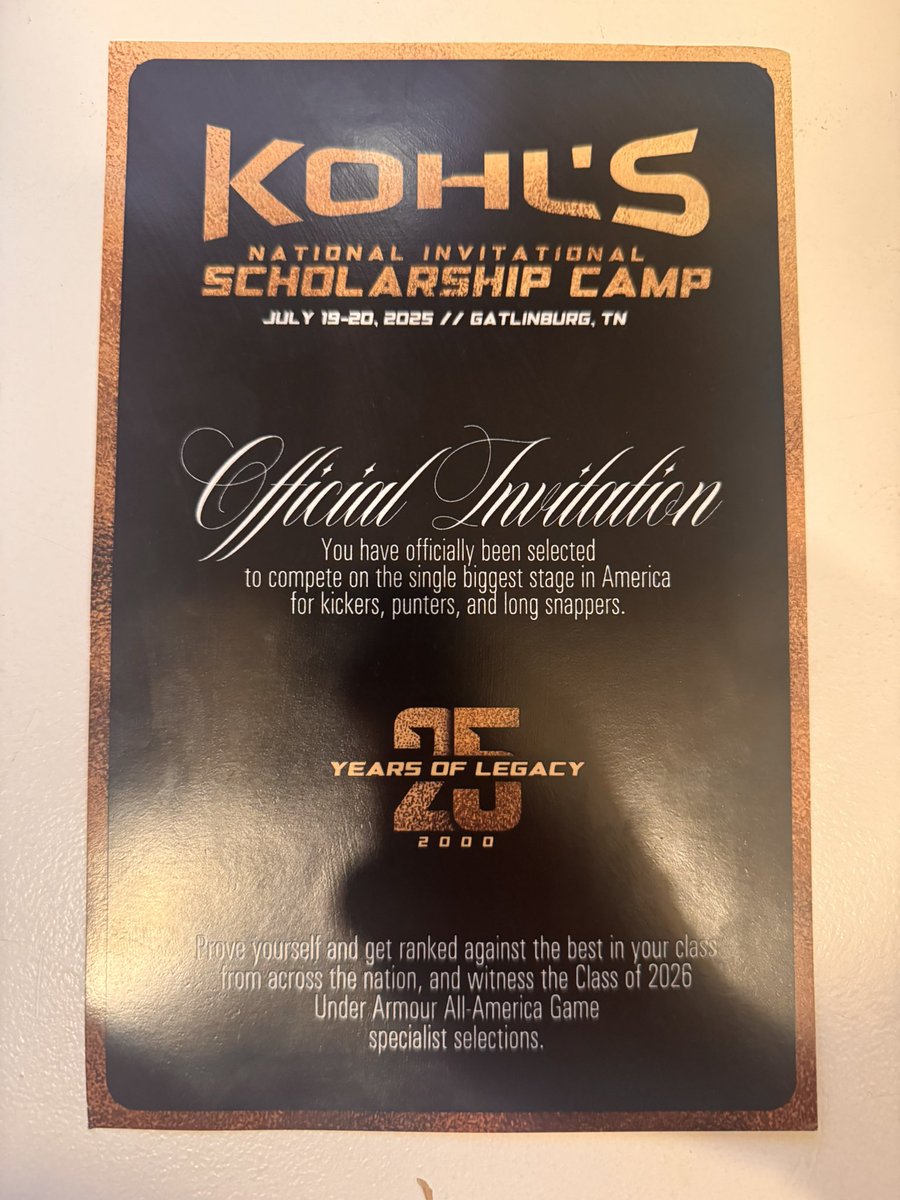 KOHL'S
NATIONAL INVITATIONAL
SCHOLARSHIP CAMP
JULY 19-20, 2025 // GATLINBURG, TN
Official Invitation
You have officially been selected
to compete on the single biggest stage in America
for kickers, punters, and long snappers.
25
YEARS OF LEGACY
2000
Prove yourself and get ranked against the best in your class
from across the nation, and witness the Class of 2026
Under Armour All-America Game
specialist selections.